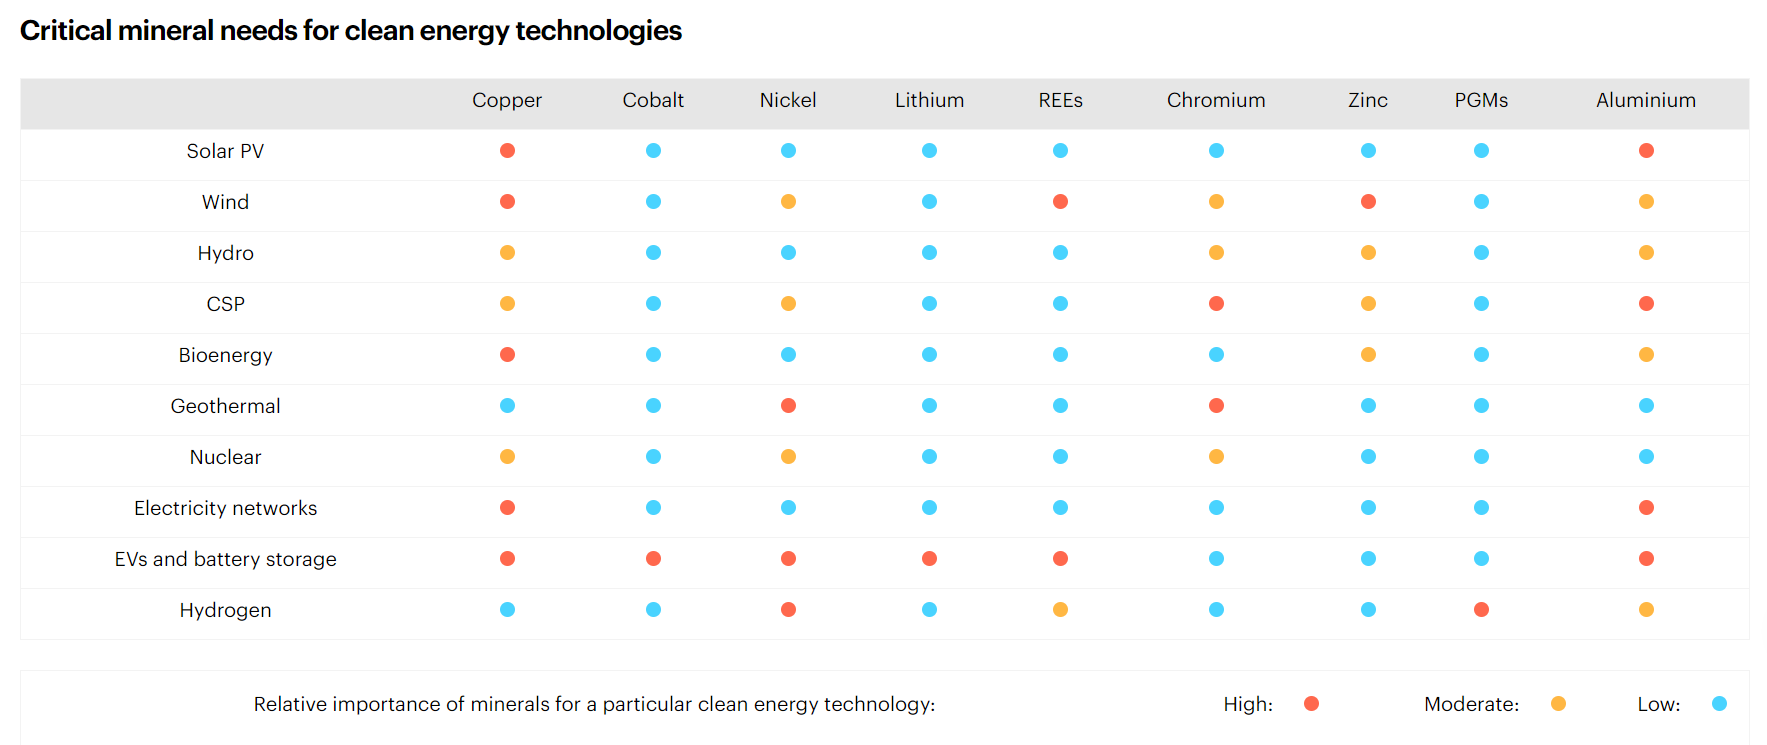 Critical mineral needs for clean energy technologies
Copper Cobalt Nickel Lithium REEs Chromium Zinc PGMs Aluminium
Solar PV
Wind
Hydro
CSP
Bioenergy
Geothermal
Nuclear
Electricity networks
EVs and battery storage
Hydrogen
Relative importance of minerals for a particular clean energy technology: High: Moderate: Low: